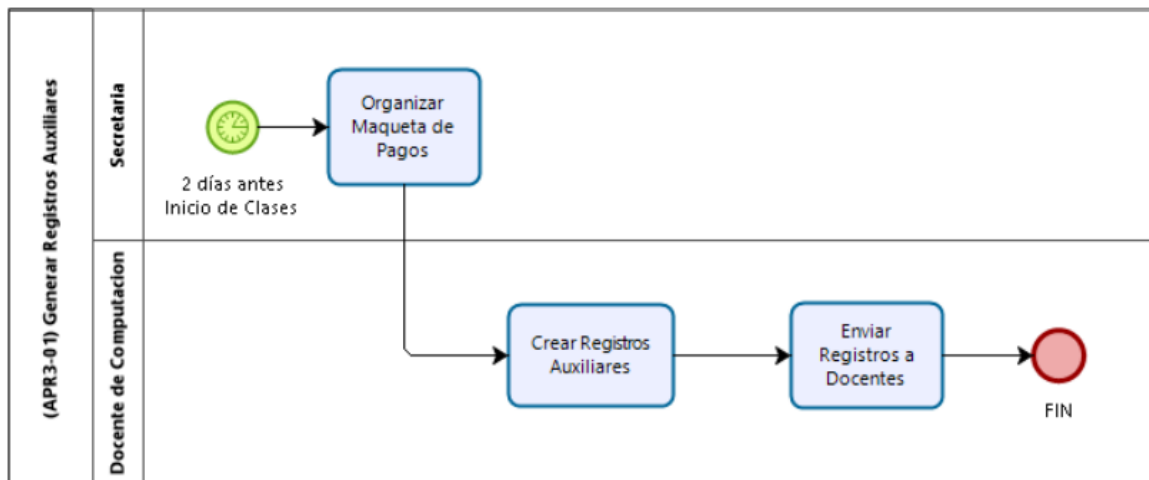 (APR3-01) Generar Registros Auxiliares
Secretaria
2 días antes
Inicio de Clases
Organizar
Maqueta de
Pagos
Docente de Computacion
Crear Registros
Auxiliares
Enviar
Registros a
Docentes
FIN